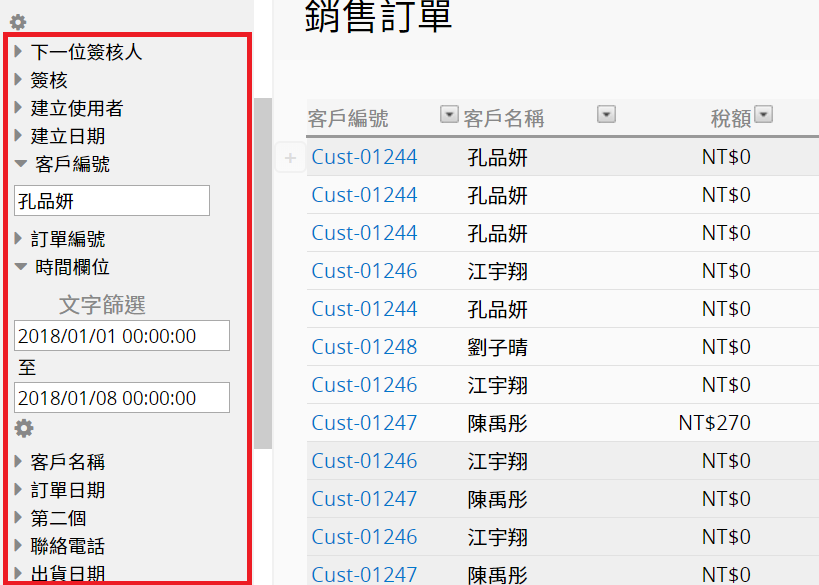 下一位簽核人
簽核
建立使用者
建立日期
客戶編號
孔品妍
訂單編號
時間欄位
文字篩選
2018/01/01 00:00:00
至
2018/01/08 00:00:00
客戶名稱
訂單日期
第二個
聯絡電話
出貨日期
銷售訂單
客戶編號 客戶名稱 稅額
Cust-01244 孔品妍 NT$0
Cust-01244 孔品妍 NT$0
Cust-01244 孔品妍 NT$0
Cust-01246 江宇翔 NT$0
Cust-01244 孔品妍 NT$0
Cust-01248 劉子晴 NT$0
Cust-01246 江宇翔 NT$0
Cust-01247 陳禹彤 NT$270
Cust-01246 江宇翔 NT$0
Cust-01247 陳禹彤 NT$0
Cust-01246 江宇翔 NT$0
Cust-01247 陳禹彤 NT$0